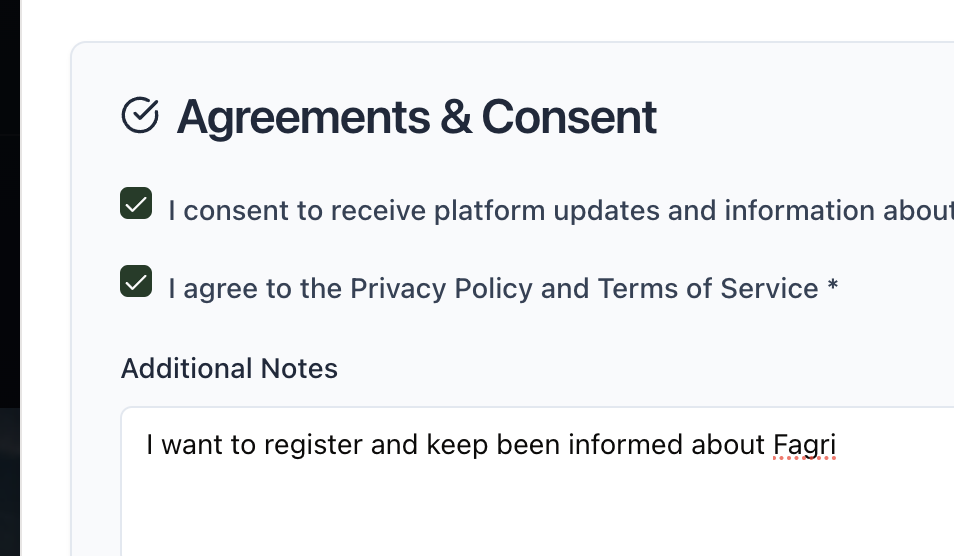 Agreements & Consent
I consent to receive platform updates and information about
I agree to the Privacy Policy and Terms of Service *
Additional Notes
I want to register and keep been informed about Fagri